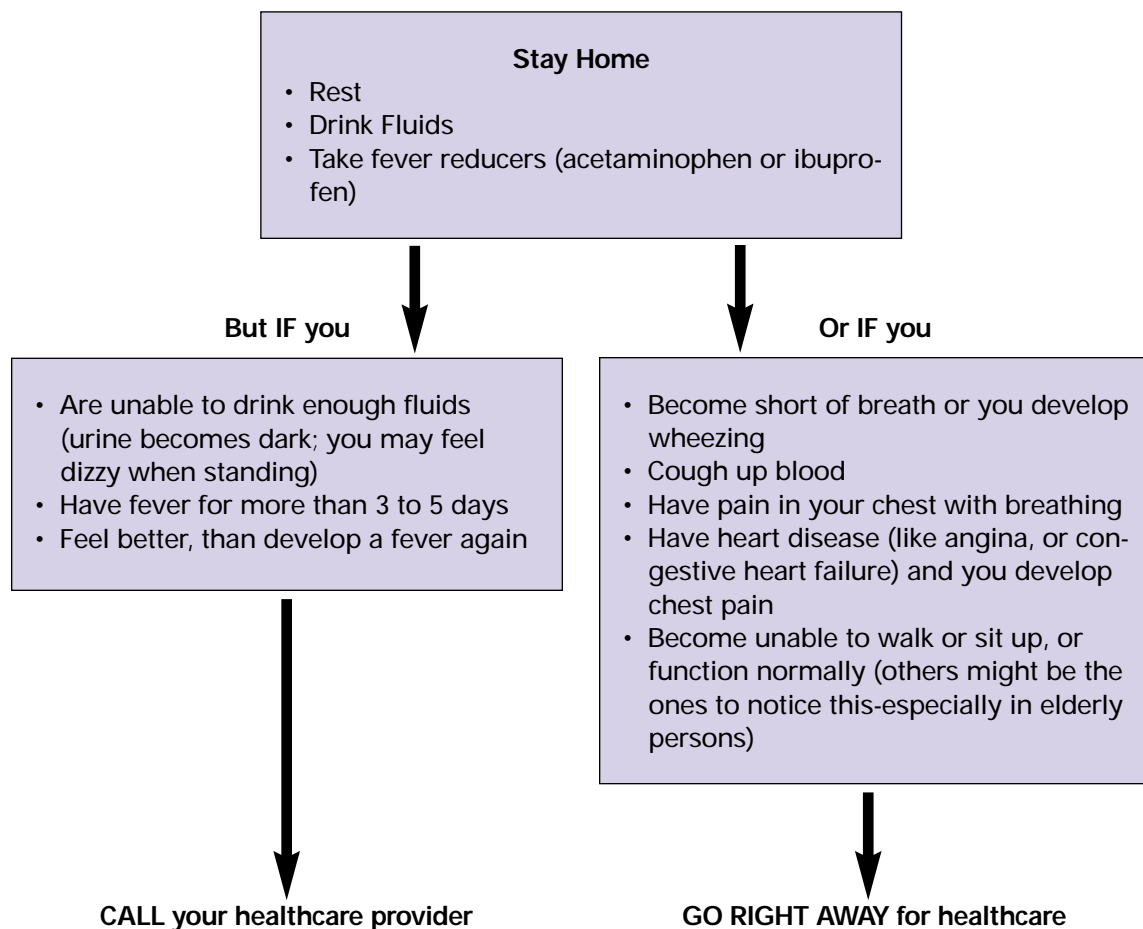 Stay Home
• Rest
• Drink Fluids
• Take fever reducers (acetaminophen or ibupro-
fen)
But IF you
• Are unable to drink enough fluids
(urine becomes dark; you may feel
dizzy when standing)
• Have fever for more than 3 to 5 days
• Feel better, than develop a fever again
CALL your healthcare provider
Or IF you
• Become short of breath or you develop
wheezing
• Cough up blood
• Have pain in your chest with breathing
• Have heart disease (like angina, or con-
gestive heart failure) and you develop
chest pain
• Become unable to walk or sit up, or
function normally (others might be the
ones to notice this-especially in elderly
persons)
GO RIGHT AWAY for healthcare